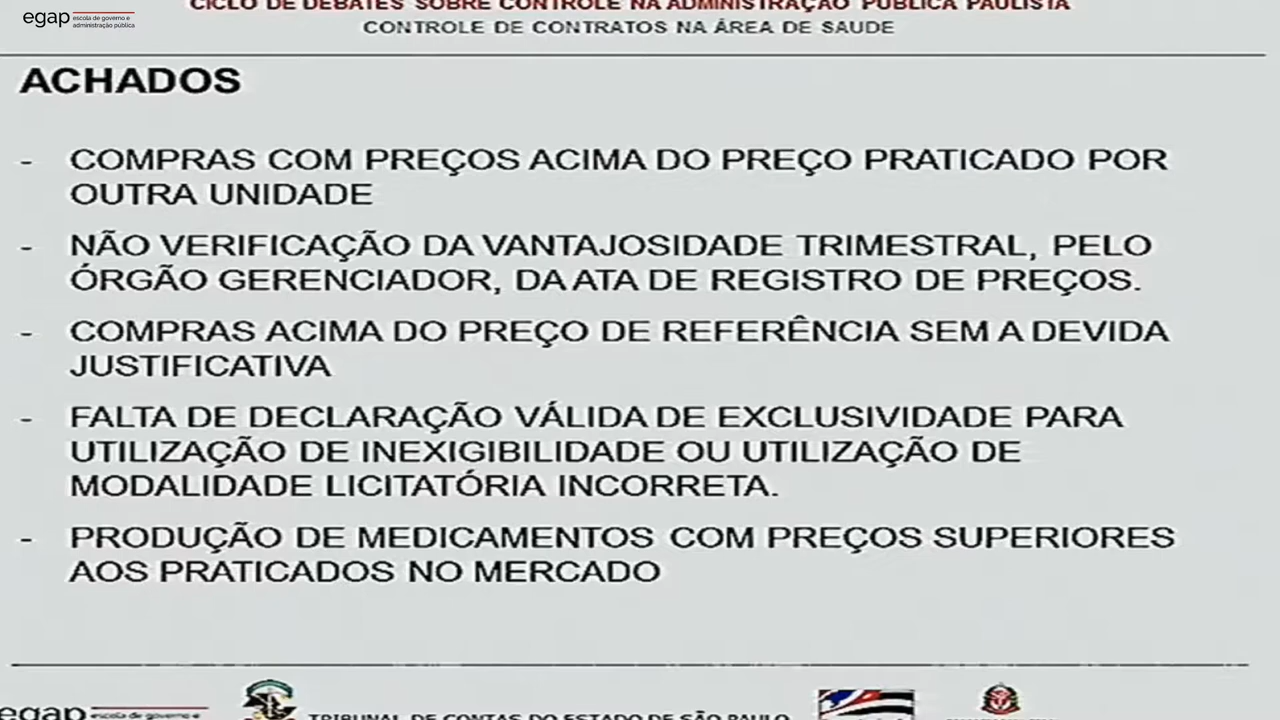 CICLO DE DEBATES SOBRE CONTROLE NA ADMINISTRAÇÃO PÚBLICA PAULISTA
egap escola de governo e
administração pública
CONTROLE DE CONTRATOS NA ÁREA DE SAUDE
ACHADOS
- COMPRAS COM PREÇOS ACIMA DO PREÇO PRATICADO POR
OUTRA UNIDADE
- NÃO VERIFICAÇÃO DA VANTAJOSIDADE TRIMESTRAL, PELO
ÓRGÃO GERENCIADOR, DA ATA DE REGISTRO DE PREÇOS.
- COMPRAS ACIMA DO PREÇO DE REFERÊNCIA SEM A DEVIDA
JUSTIFICATIVA
- FALTA DE DECLARAÇÃO VÁLIDA DE EXCLUSIVIDADE PARA
UTILIZAÇÃO DE INEXIGIBILIDADE OU UTILIZAÇÃO DE
MODALIDADE LICITATÓRIA INCORRETA.
- PRODUÇÃO DE MEDICAMENTOS COM PREÇOS SUPERIORES
AOS PRATICADOS NO MERCADO
egap escola de governo e
TRIBUNAL DE CONTAS DO ESTADO DE SÃO PAULO